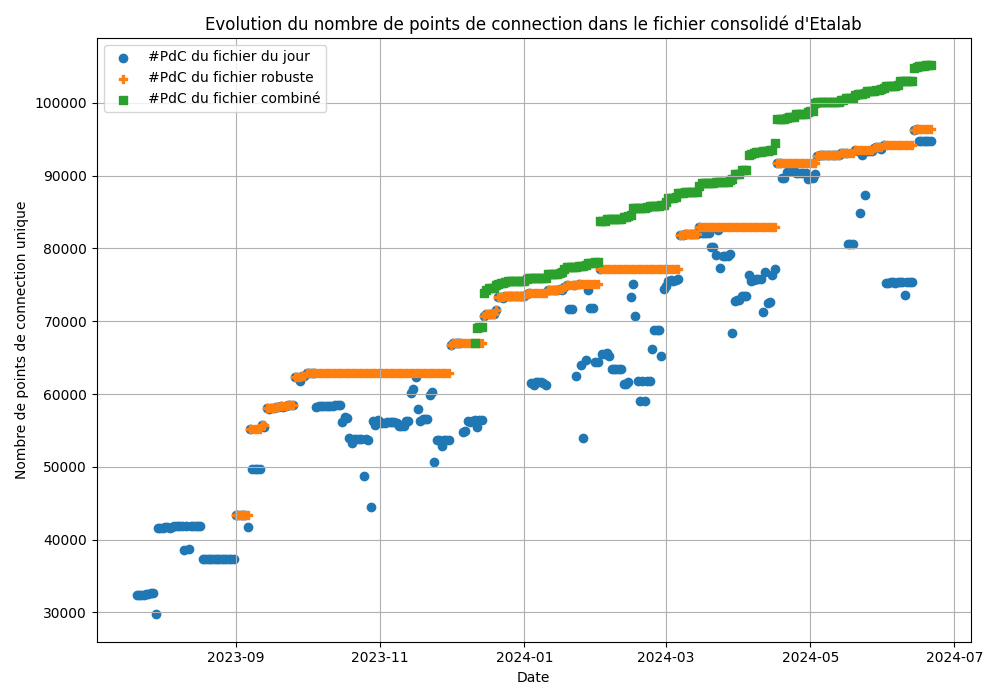 Evolution du nombre de points de connection dans le fichier consolidé d'Etalab
#PdC du fichier du jour
#PdC du fichier robuste
#PdC du fichier combiné
Nombre de points de connection unique
100000
90000
80000
70000
60000
50000
40000
30000
2023-09
2023-11
2024-01
2024-03
2024-05
2024-07
Date